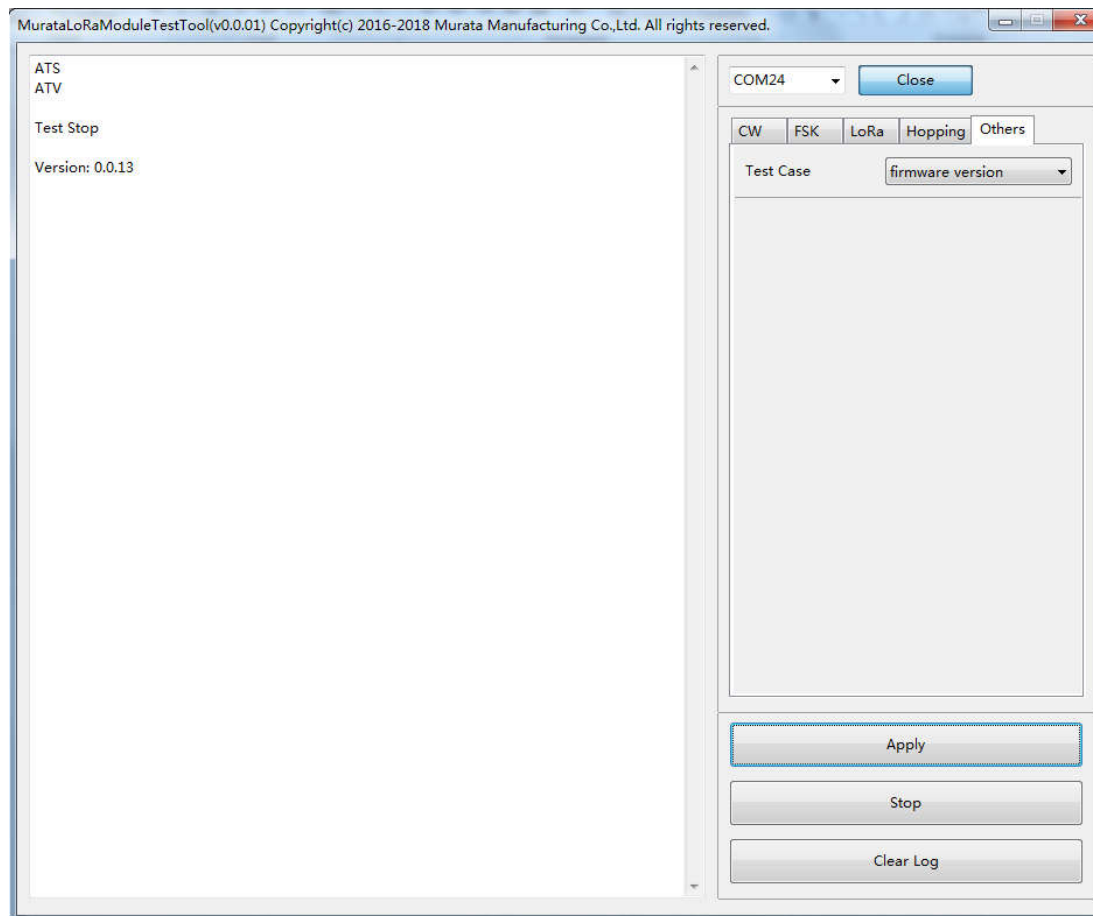 MurataLoRaModuleTestTool(v0.0.01) Copyright(c) 2016-2018 Murata Manufacturing Co.,Ltd. All rights reserved.
ATS
ATV
Test Stop
Version: 0.0.13
COM24
Close
CW
FSK
LoRa
Hopping
Others
Test Case
firmware version
Apply
Stop
Clear Log